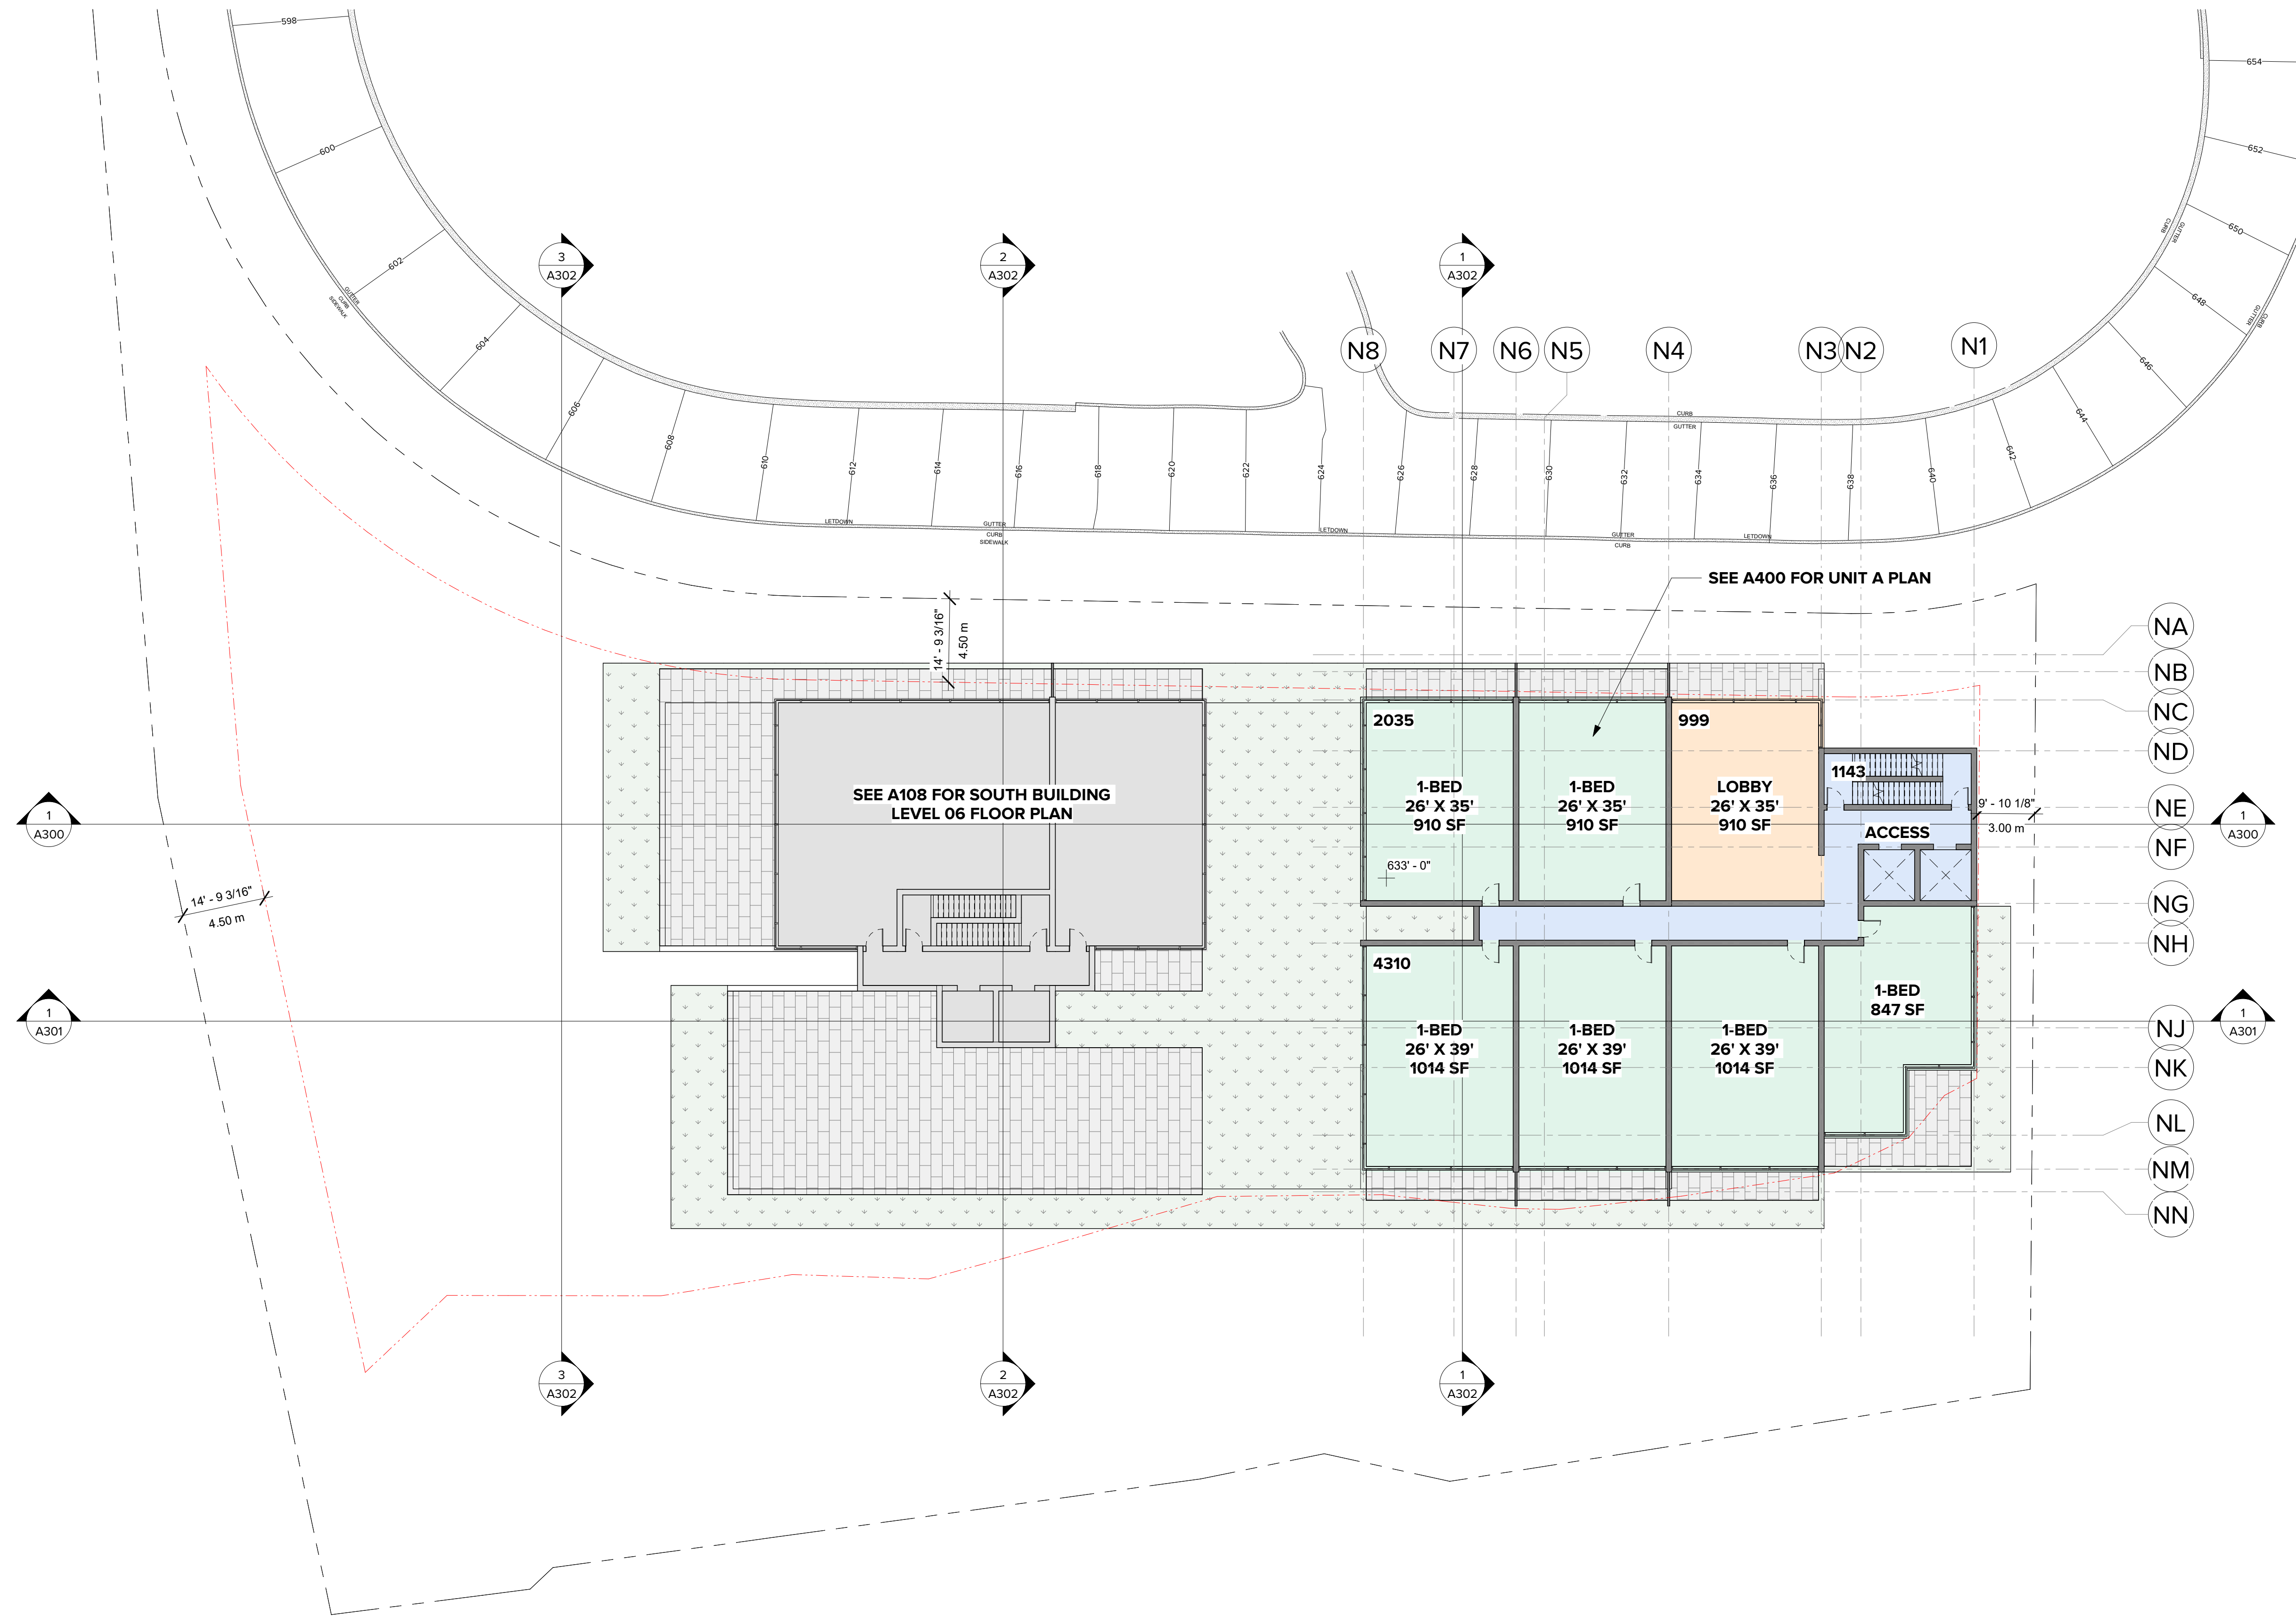 598
600
602
604
606
608
610
612
614
616
618
620
622
624
626
628
630
632
634
636
638
640
642
644
646
648
650
652
654
GUTTER
CURB
SIDEWALK
CURB
GUTTER
GUTTER
CURB
LETDOWN
GUTTER
CURB
SIDEWALK
LETDOWN
CURB
GUTTER
GUTTER
CURB
LETDOWN
3
A302
2
A302
1
A302
N8
N7
N6
N5
N4
N3
N2
N1
SEE A400 FOR UNIT A PLAN
14' - 9 3/16"
4.50 m
NA
NB
NC
ND
NE
NF
NG
NH
NJ
NK
NL
NM
NN
2035
999
1143
1-BED
26' X 35'
910 SF
1-BED
26' X 35'
910 SF
LOBBY
26' X 35'
910 SF
SEE A108 FOR SOUTH BUILDING
LEVEL 06 FLOOR PLAN
ACCESS
9' - 10 1/8"
3.00 m
1
A300
1
A300
633' - 0"
14' - 9 3/16"
4.50 m
4310
1-BED
847 SF
1
A301
1
A301
1-BED
26' X 39'
1014 SF
1-BED
26' X 39'
1014 SF
1-BED
26' X 39'
1014 SF
3
A302
2
A302
1
A302